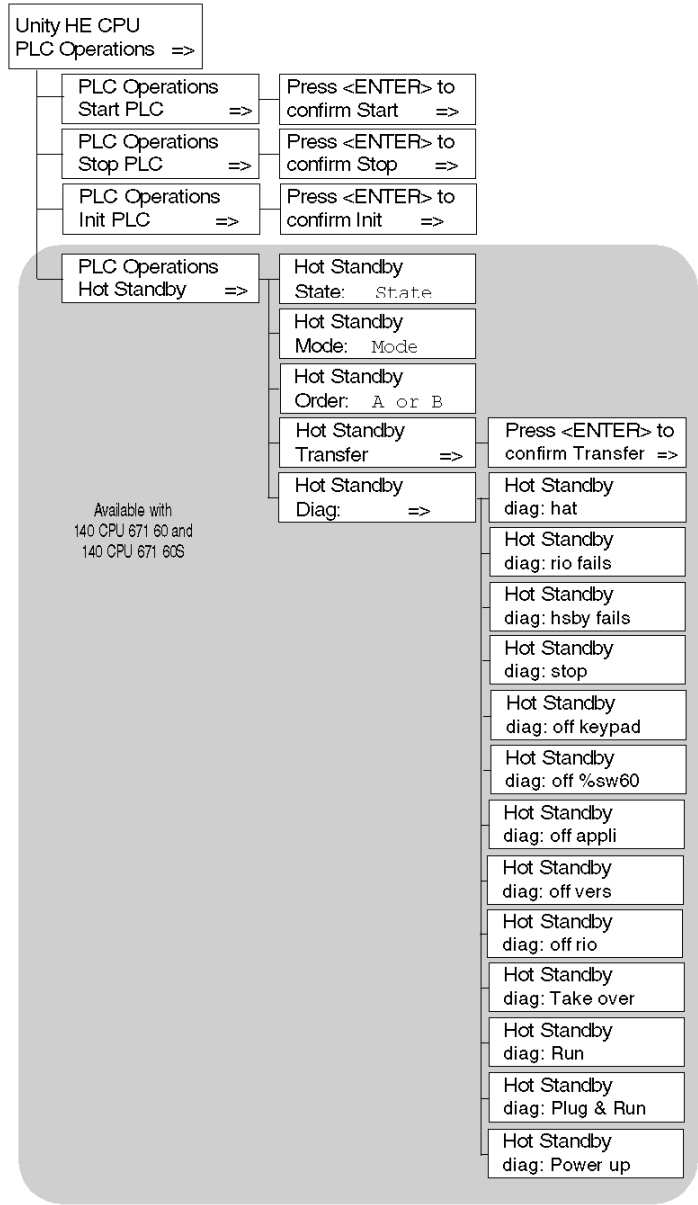 Unity HE CPU
PLC Operations =>
PLC Operations
Start PLC =>
Press <ENTER> to
confirm Start =>
PLC Operations
Stop PLC =>
Press <ENTER> to
confirm Stop =>
PLC Operations
Init PLC =>
Press <ENTER> to
confirm Init =>
PLC Operations
Hot Standby =>
Hot Standby
State: State
Hot Standby
Mode: Mode
Hot Standby
Order: A or B
Hot Standby
Transfer =>
Press <ENTER> to
confirm Transfer =>
Hot Standby
Diag: =>
Available with
140 CPU 671 60 and
140 CPU 671 60S
Hot Standby
diag: hat
Hot Standby
diag: rio fails
Hot Standby
diag: hsby fails
Hot Standby
diag: stop
Hot Standby
diag: off keypad
Hot Standby
diag: off %sw60
Hot Standby
diag: off appli
Hot Standby
diag: off vers
Hot Standby
diag: off rio
Hot Standby
diag: Take over
Hot Standby
diag: Run
Hot Standby
diag: Plug & Run
Hot Standby
diag: Power up